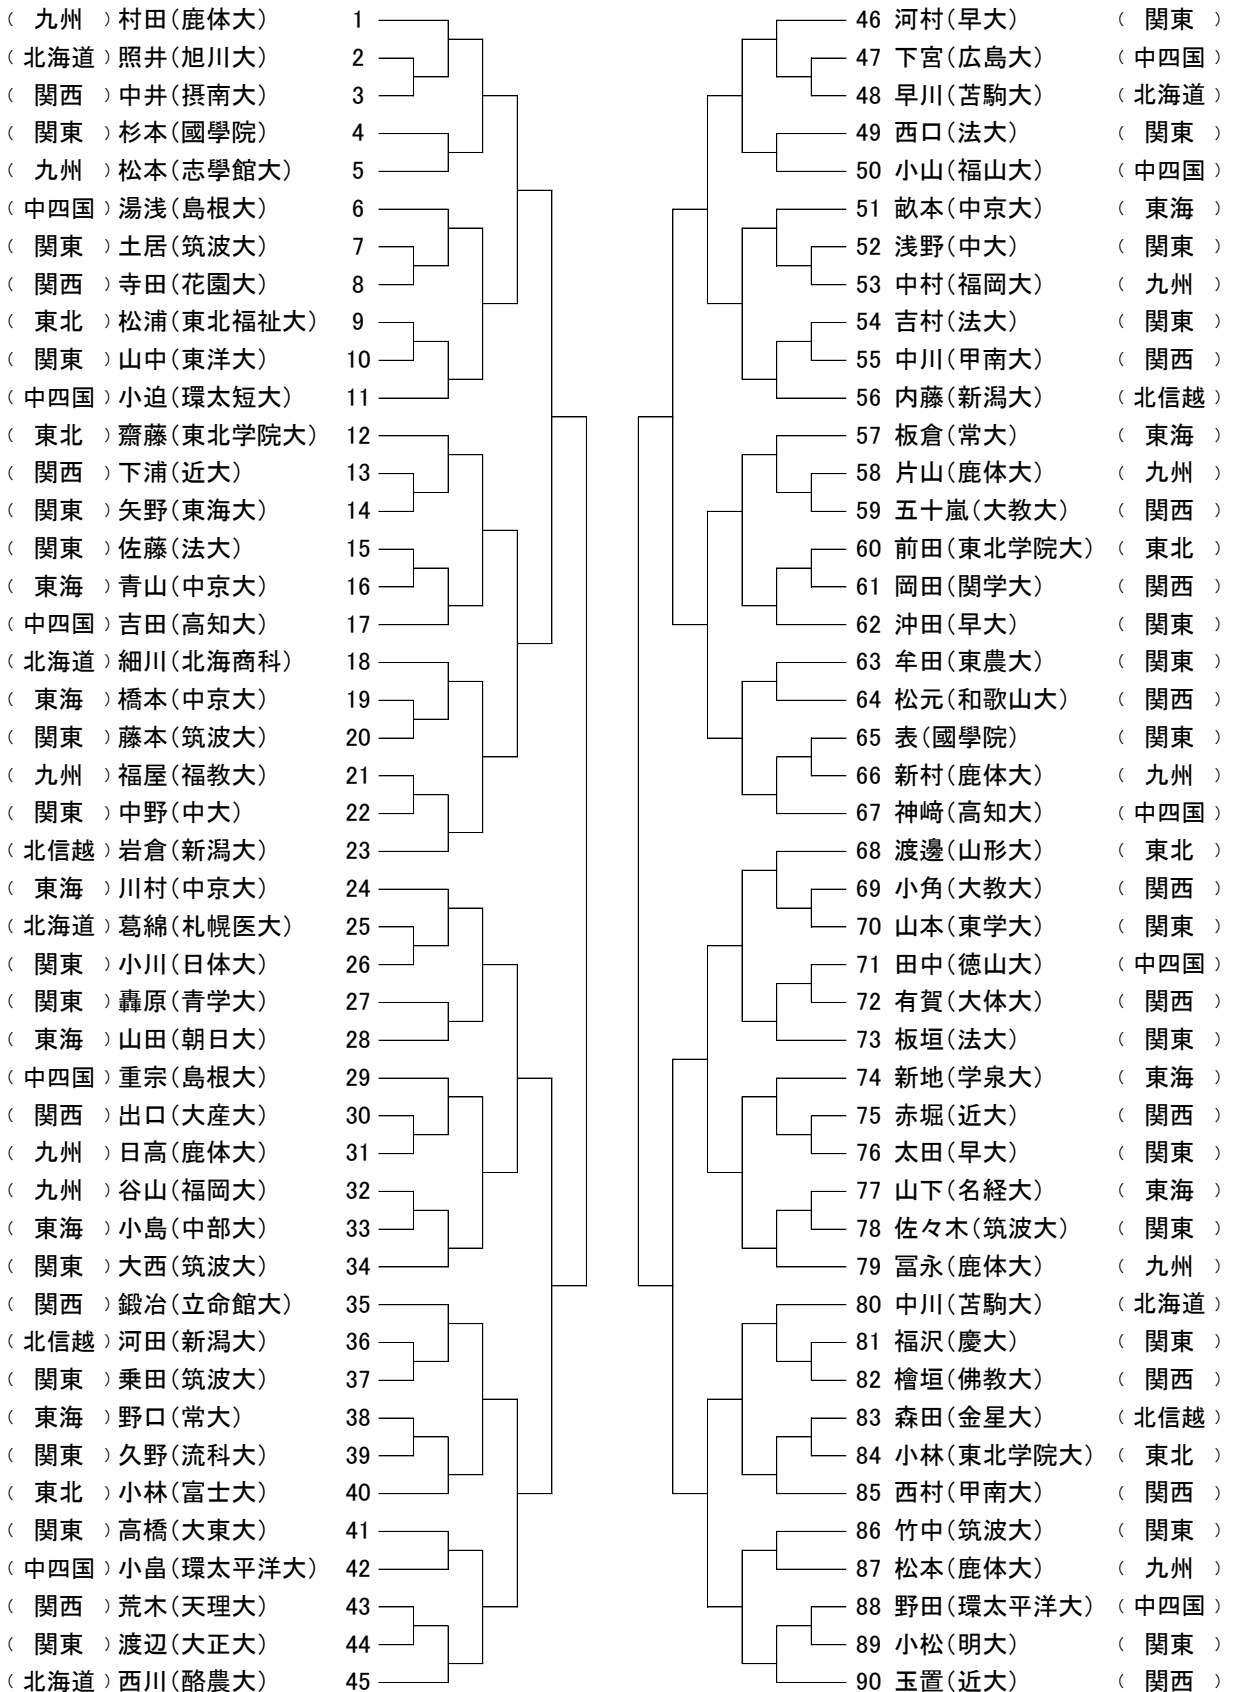 （ 九州 ）村田（鹿体大） 1
（ 北海道 ）照井（旭川大） 2
（ 関西 ）中井（摂南大） 3
（ 関東 ）杉本（國學院） 4
（ 九州 ）松本（志學館大） 5
（ 中四国 ）湯浅（島根大） 6
（ 関東 ）土居（筑波大） 7
（ 関西 ）寺田（花園大） 8
（ 東北 ）松浦（東北福祉大） 9
（ 関東 ）山中（東洋大） 10
（ 中四国 ）小迫（環太短大） 11
（ 東北 ）齋藤（東北学院大） 12
（ 関西 ）下浦（近大） 13
（ 関東 ）矢野（東海大） 14
（ 関東 ）佐藤（法大） 15
（ 東海 ）青山（中京大） 16
（ 中四国 ）吉田（高知大） 17
（ 北海道 ）細川（北海商科） 18
（ 東海 ）橋本（中京大） 19
（ 関東 ）藤本（筑波大） 20
（ 九州 ）福屋（福教大） 21
（ 関東 ）中野（中大） 22
（ 北信越 ）岩倉（新潟大） 23
（ 東海 ）川村（中京大） 24
（ 北海道 ）葛綿（札幌医大） 25
（ 関東 ）小川（日体大） 26
（ 関東 ）轟原（青学大） 27
（ 東海 ）山田（朝日大） 28
（ 中四国 ）重宗（島根大） 29
（ 関西 ）出口（大産大） 30
（ 九州 ）日高（鹿体大） 31
（ 九州 ）谷山（福岡大） 32
（ 東海 ）小島（中部大） 33
（ 関東 ）大西（筑波大） 34
（ 関西 ）鍛冶（立命館大） 35
（ 北信越 ）河田（新潟大） 36
（ 関東 ）乗田（筑波大） 37
（ 東海 ）野口（常大） 38
（ 関東 ）久野（流科大） 39
（ 東北 ）小林（富士大） 40
（ 関東 ）高橋（大東大） 41
（ 中四国 ）小畠（環太平洋大） 42
（ 関西 ）荒木（天理大） 43
（ 関東 ）渡辺（大正大） 44
（ 北海道 ）西川（酪農大） 45
46 河村（早大） （ 関東 ）
47 下宮（広島大） （ 中四国 ）
48 早川（苫駒大） （ 北海道 ）
49 西口（法大） （ 関東 ）
50 小山（福山大） （ 中四国 ）
51 畝本（中京大） （ 東海 ）
52 浅野（中大） （ 関東 ）
53 中村（福岡大） （ 九州 ）
54 吉村（法大） （ 関東 ）
55 中川（甲南大） （ 関西 ）
56 内藤（新潟大） （ 北信越 ）
57 板倉（常大） （ 東海 ）
58 片山（鹿体大） （ 九州 ）
59 五十嵐（大教大） （ 関西 ）
60 前田（東北学院大） （ 東北 ）
61 岡田（関学大） （ 関西 ）
62 沖田（早大） （ 関東 ）
63 牟田（東農大） （ 関東 ）
64 松元（和歌山大） （ 関西 ）
65 表（國學院） （ 関東 ）
66 新村（鹿体大） （ 九州 ）
67 神﨑（高知大） （ 中四国 ）
68 渡邊（山形大） （ 東北 ）
69 小角（大教大） （ 関西 ）
70 山本（東学大） （ 関東 ）
71 田中（徳山大） （ 中四国 ）
72 有賀（大体大） （ 関西 ）
73 板垣（法大） （ 関東 ）
74 新地（学泉大） （ 東海 ）
75 赤堀（近大） （ 関西 ）
76 太田（早大） （ 関東 ）
77 山下（名経大） （ 東海 ）
78 佐々木（筑波大） （ 関東 ）
79 冨永（鹿体大） （ 九州 ）
80 中川（苫駒大） （ 北海道 ）
81 福沢（慶大） （ 関東 ）
82 檜垣（佛教大） （ 関西 ）
83 森田（金星大） （ 北信越 ）
84 小林（東北学院大） （ 東北 ）
85 西村（甲南大） （ 関西 ）
86 竹中（筑波大） （ 関東 ）
87 松本（鹿体大） （ 九州 ）
88 野田（環太平洋大） （ 中四国 ）
89 小松（明大） （ 関東 ）
90 玉置（近大） （ 関西 ）